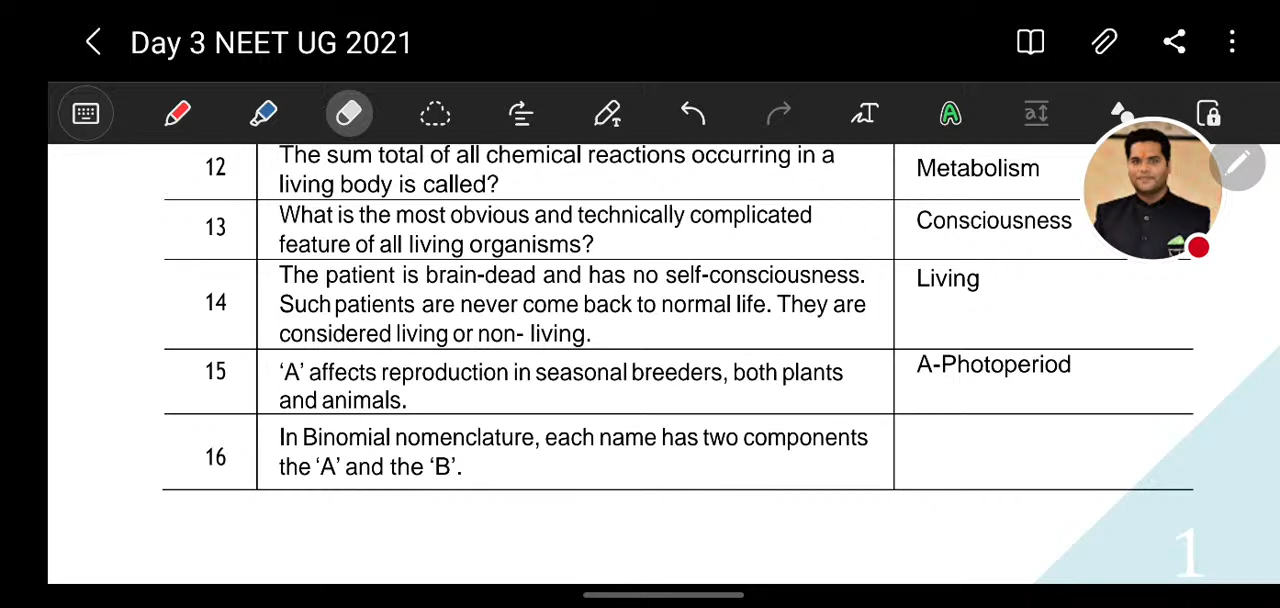 Day 3 NEET UG 2021
12 The sum total of all chemical reactions occurring in a Metabolism
living body is called?
13 What is the most obvious and technically complicated Consciousness
feature of all living organisms?
14 The patient is brain-dead and has no self-consciousness. Living
Such patients are never come back to normal life. They are
considered living or non- living.
15 ‘A’ affects reproduction in seasonal breeders, both plants A-Photoperiod
and animals.
16 In Binomial nomenclature, each name has two components
the ‘A’ and the ‘B’.
1